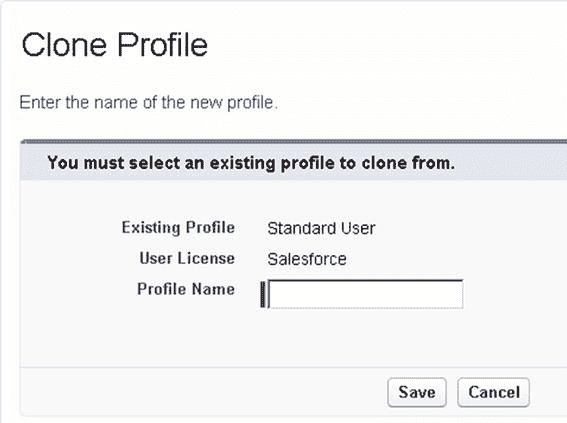 Clone Profile
Enter the name of the new profile.
You must select an existing profile to clone from.
Existing Profile Standard User
User License Salesforce
Profile Name
Save Cancel